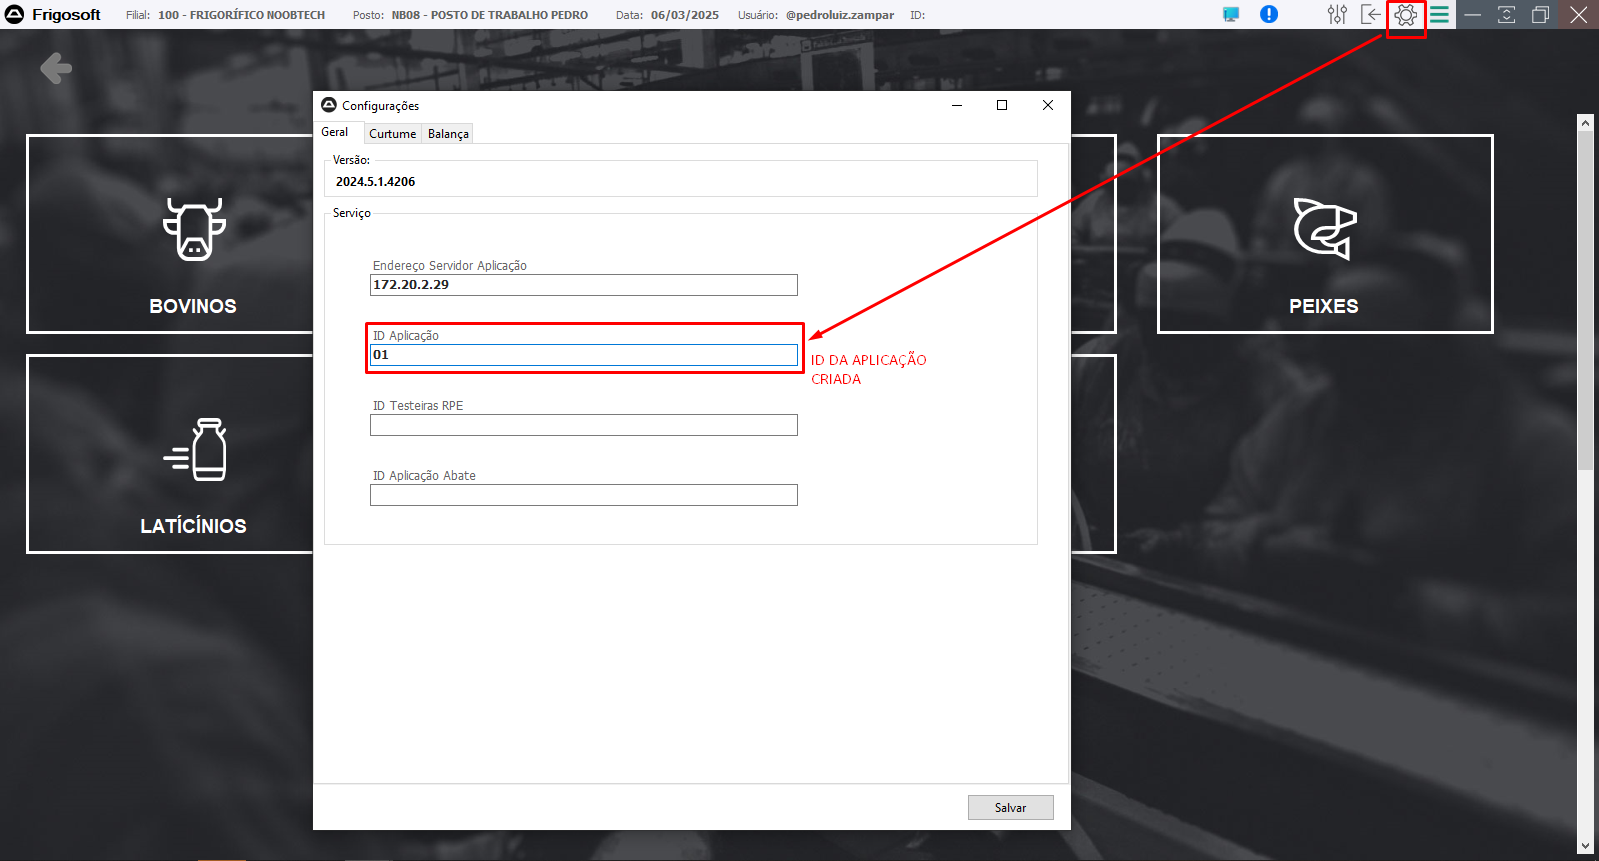 Frigosoft Filial: 100 - FRIGORÍFICO NOOBTECH Posto: NB08 - POSTO DE TRABALHO PEDRO Data: 06/03/2025 Usuário: @pedroluiz.zampar ID:
Configurações
Geral Curtume Balança
Versão:
2024.5.1.4206
Serviço
Endereço Servidor Aplicação
172.20.2.29
ID Aplicação
01
ID DA APLICAÇÃO
CRIADA
ID Testeiras RPE
ID Aplicação Abate
Salvar
BOVINOS
PEIXES
LATÍCÍNIOS